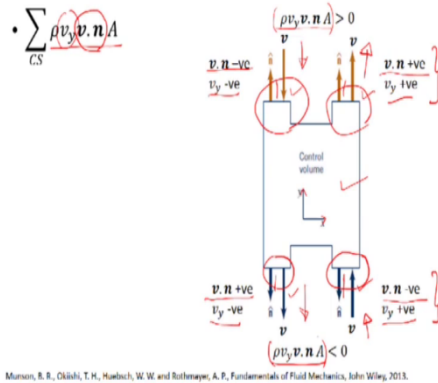 • ∑ ρv_y v.n A
CS
(ρv_y v.n A) > 0
v v
v.n -ve n̂ n̂ v.n +ve
v_y -ve v_y +ve
Control
volume
y
x
v.n +ve v.n -ve
v_y -ve n̂ n̂ v_y +ve
v v
(ρv_y v.n A) < 0
Munson, B. R., Okiishi, T. H., Huebsch, W. W. and Rothmayer, A. P., Fundamentals of Fluid Mechanics, John Wiley, 2013.